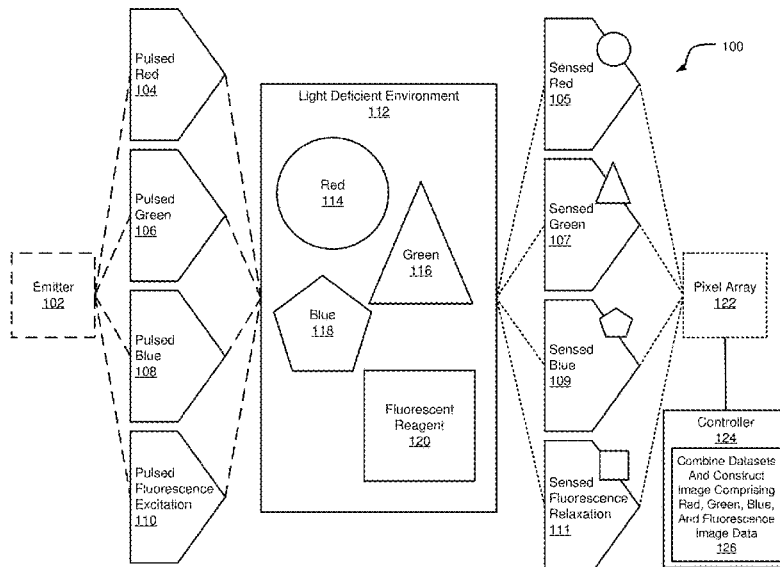 100
Pulsed
Red
104
Pulsed
Green
106
Pulsed
Blue
108
Pulsed
Fluorescence
Excitation
110
Emitter
102
Light Deficient Environment
112
Red
114
Green
116
Blue
118
Fluorescent
Reagent
120
Sensed
Red
105
Sensed
Green
107
Sensed
Blue
109
Sensed
Fluorescence
Relaxation
111
Pixel Array
122
Controller
124
Combine Datasets
And Construct
Image Comprising
Red, Green, Blue,
And Fluorescence
Image Data
126